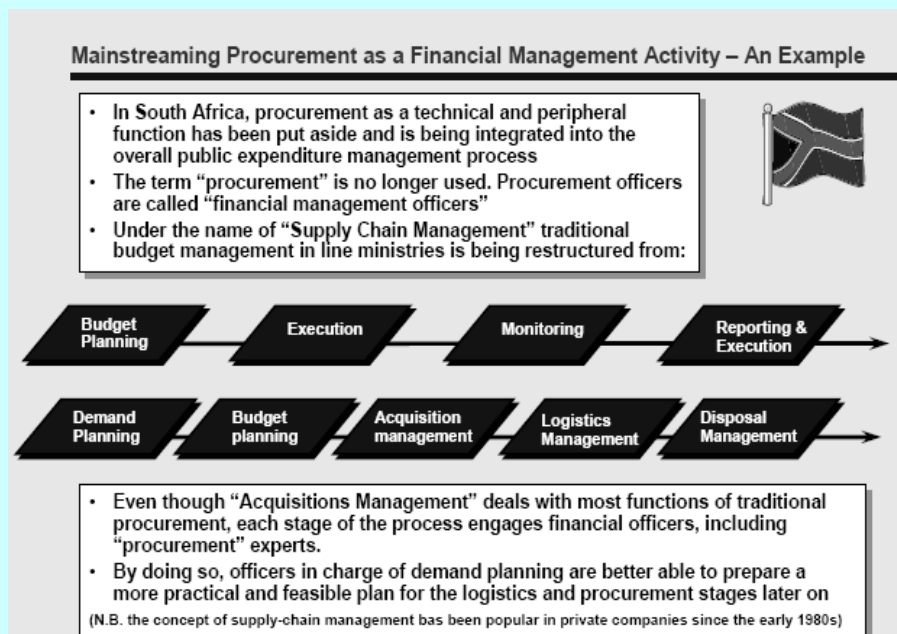 Mainstreaming Procurement as a Financial Management Activity – An Example
• In South Africa, procurement as a technical and peripheral
function has been put aside and is being integrated into the
overall public expenditure management process
• The term “procurement” is no longer used. Procurement officers
are called “financial management officers”
• Under the name of “Supply Chain Management” traditional
budget management in line ministries is being restructured from:
Budget
Planning
Execution
Monitoring
Reporting &
Execution
Demand
Planning
Budget
planning
Acquisition
management
Logistics
Management
Disposal
Management
• Even though “Acquisitions Management” deals with most functions of traditional
procurement, each stage of the process engages financial officers, including
“procurement” experts.
• By doing so, officers in charge of demand planning are better able to prepare a
more practical and feasible plan for the logistics and procurement stages later on
(N.B. the concept of supply-chain management bas been popular in private companies since the early 1980s)